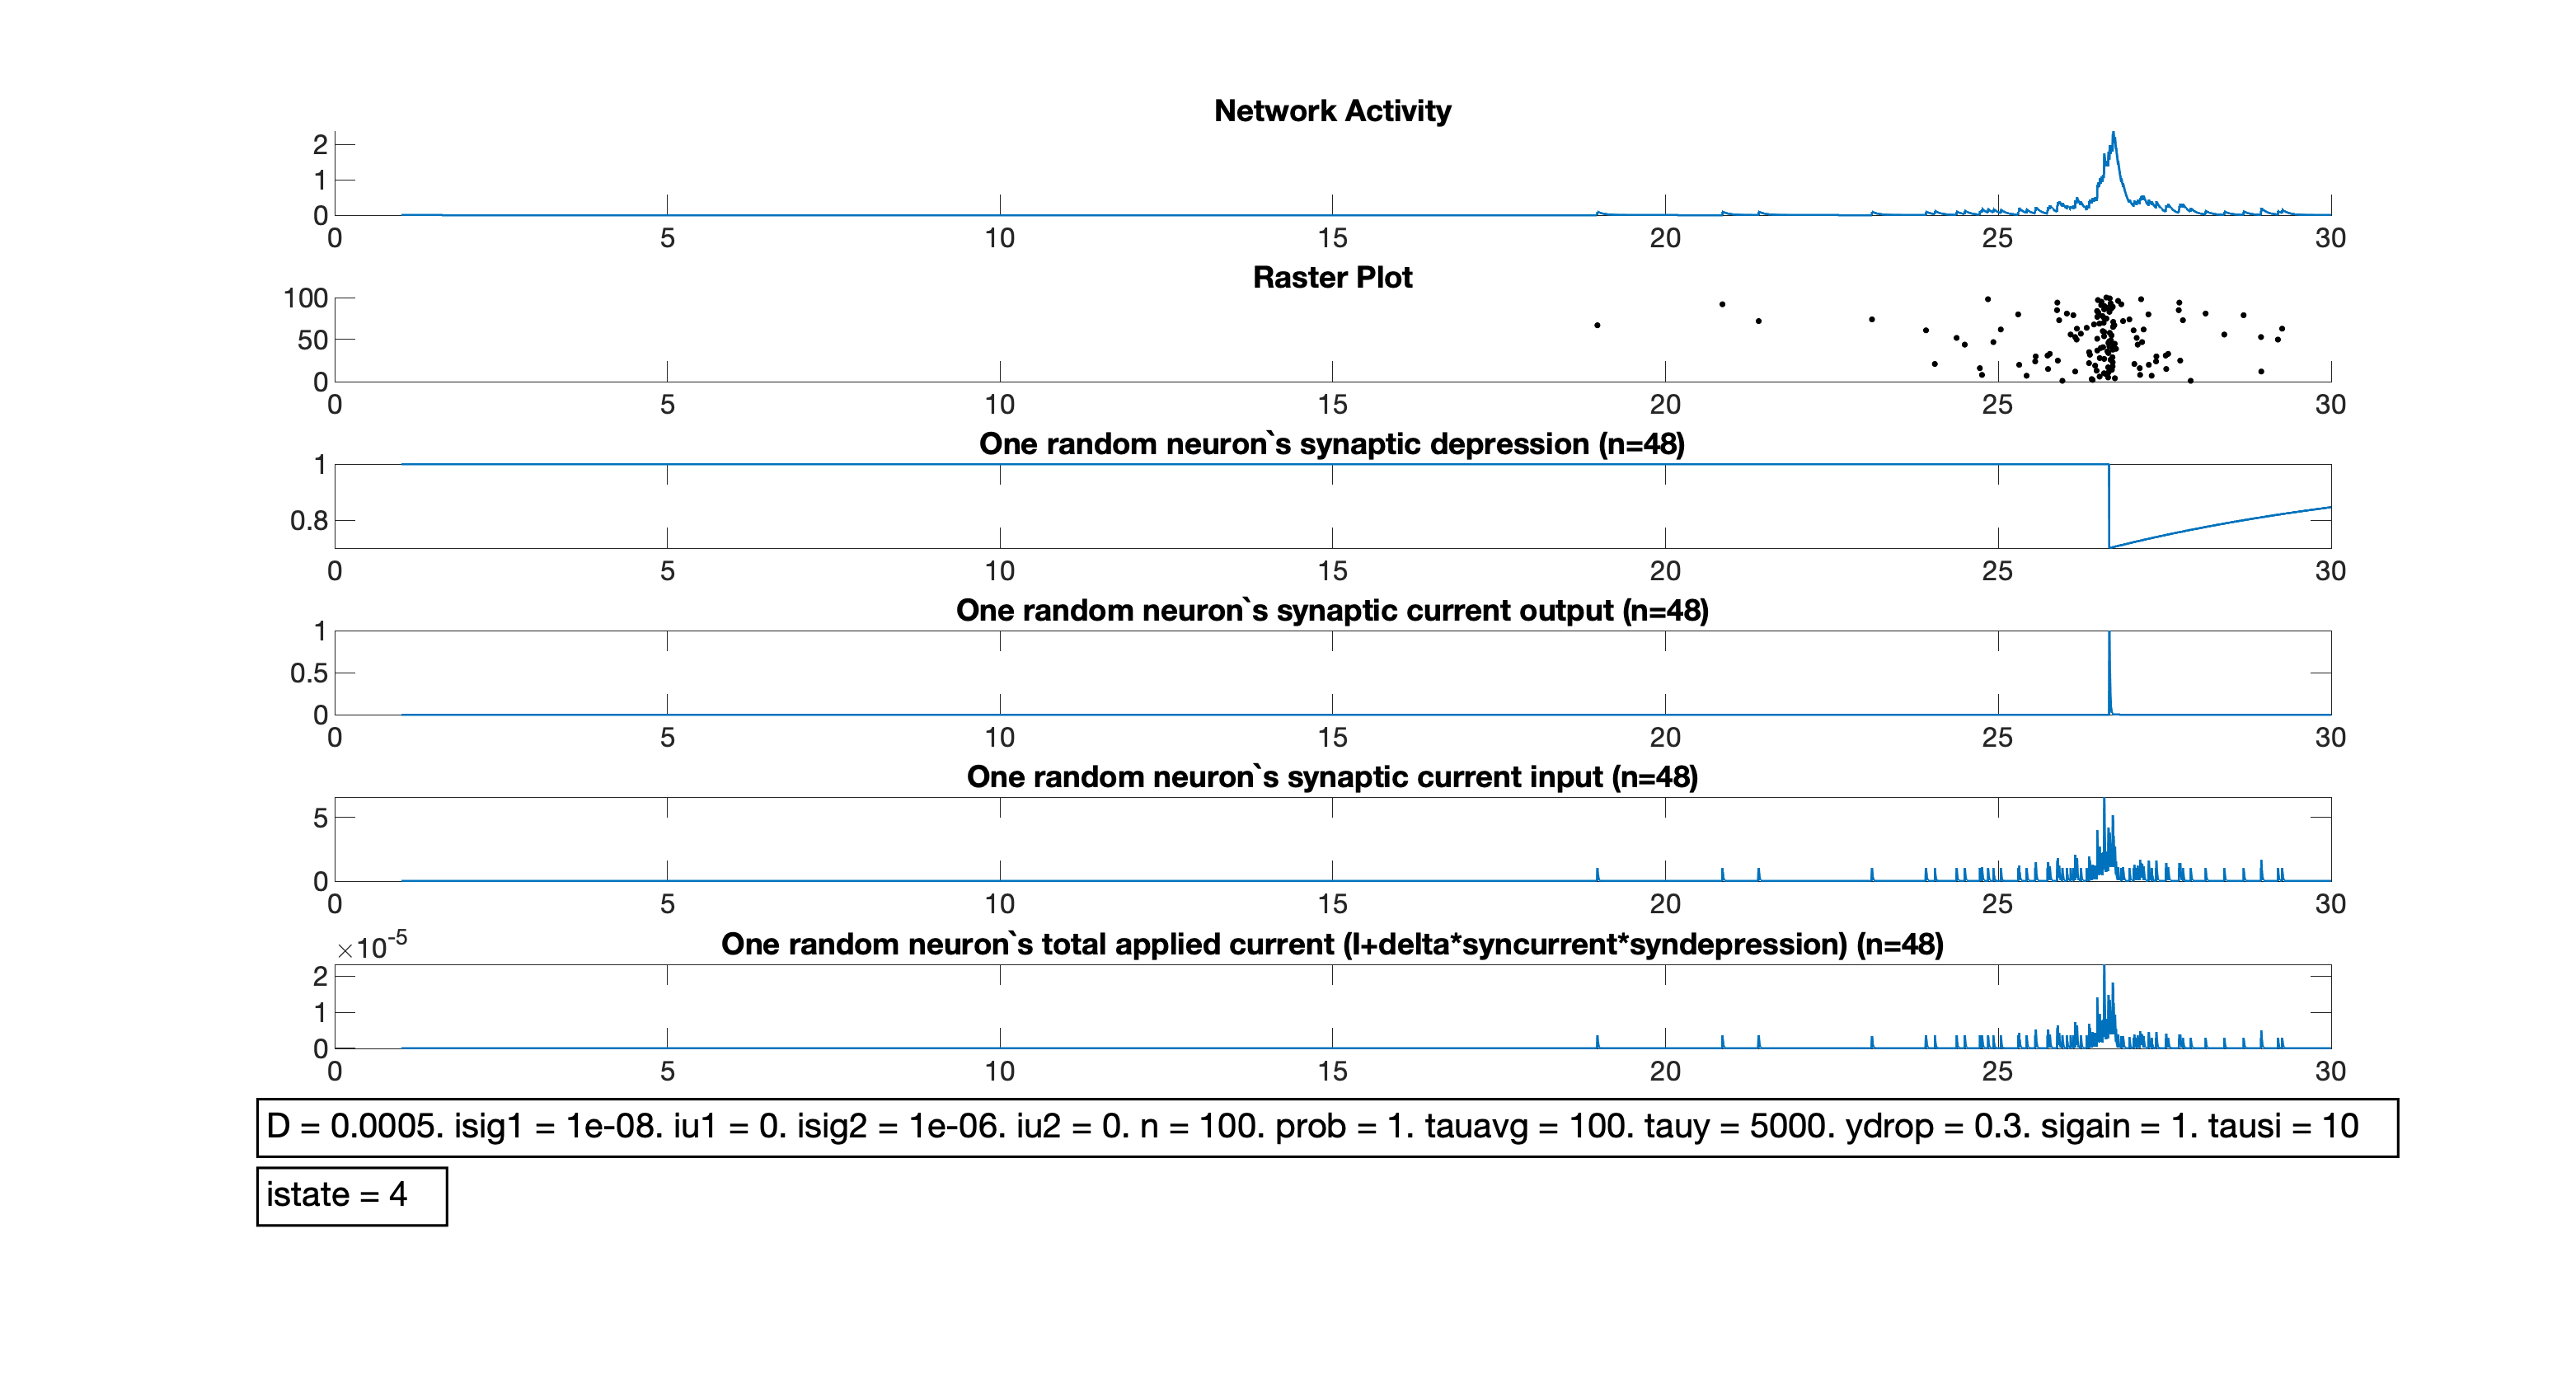 Network Activity
2
1
0
0 5 10 15 20 25 30
Raster Plot
100
50
0
0 5 10 15 20 25 30
One random neuron`s synaptic depression (n=48)
1
0.8
0 5 10 15 20 25 30
One random neuron`s synaptic current output (n=48)
1
0.5
0
0 5 10 15 20 25 30
One random neuron`s synaptic current input (n=48)
5
0
0 5 10 15 20 25 30
×10-5
One random neuron`s total applied current (I+delta*syncurrent*syndepression) (n=48)
2
1
0
0 5 10 15 20 25 30
D = 0.0005. isig1 = 1e-08. iu1 = 0. isig2 = 1e-06. iu2 = 0. n = 100. prob = 1. tauavg = 100. tauy = 5000. ydrop = 0.3. sigain = 1. tausi = 10
istate = 4